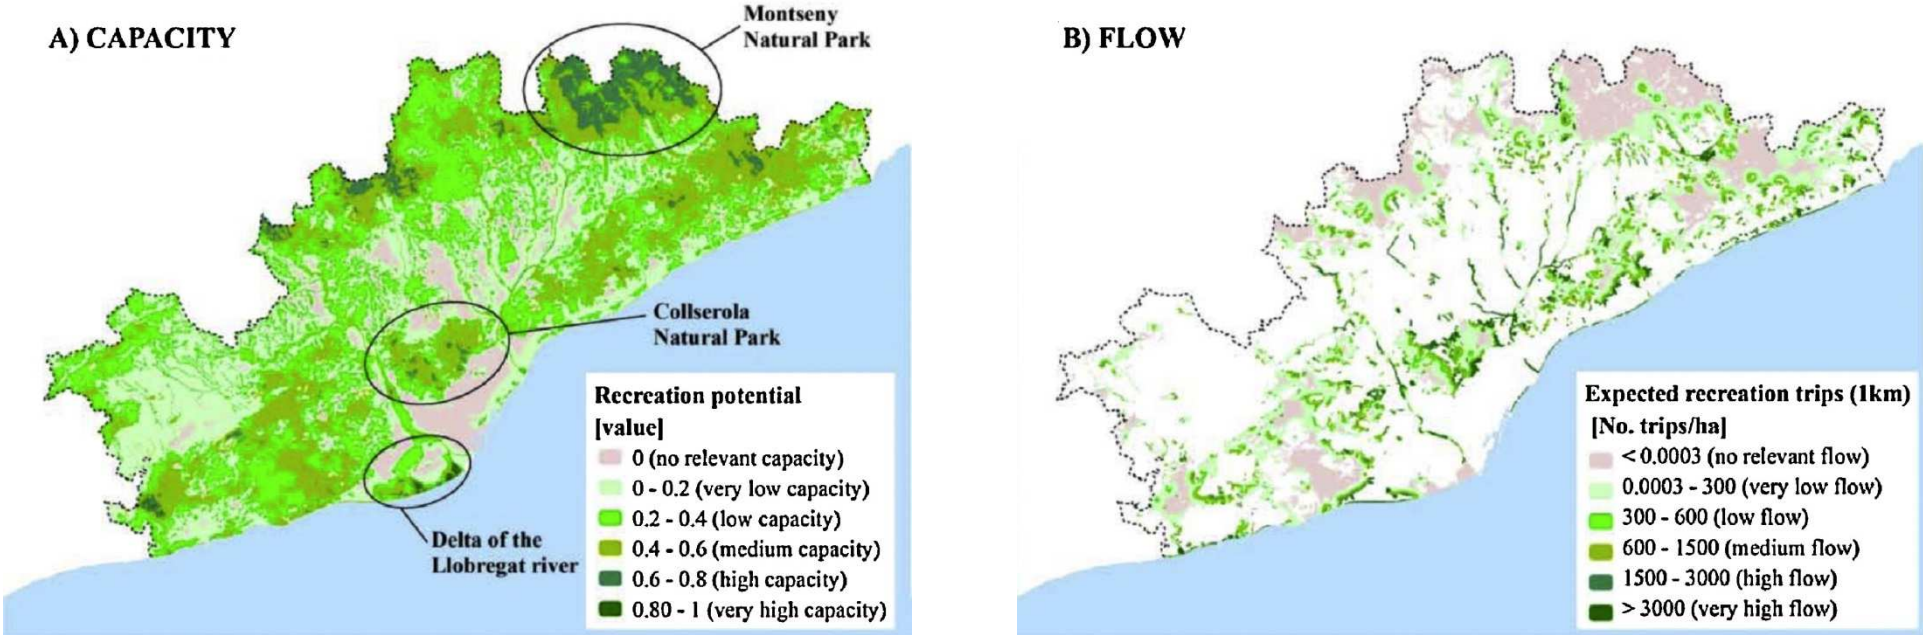 A) CAPACITY
Montseny
Natural Park
Collserola
Natural Park
Delta of the
Llobregat river
Recreation potential
[value]
0 (no relevant capacity)
0 - 0.2 (very low capacity)
0.2 - 0.4 (low capacity)
0.4 - 0.6 (medium capacity)
0.6 - 0.8 (high capacity)
0.80 - 1 (very high capacity)
B) FLOW
Expected recreation trips (1km)
[No. trips/ha]
< 0.0003 (no relevant flow)
0.0003 - 300 (very low flow)
300 - 600 (low flow)
600 - 1500 (medium flow)
1500 - 3000 (high flow)
> 3000 (very high flow)